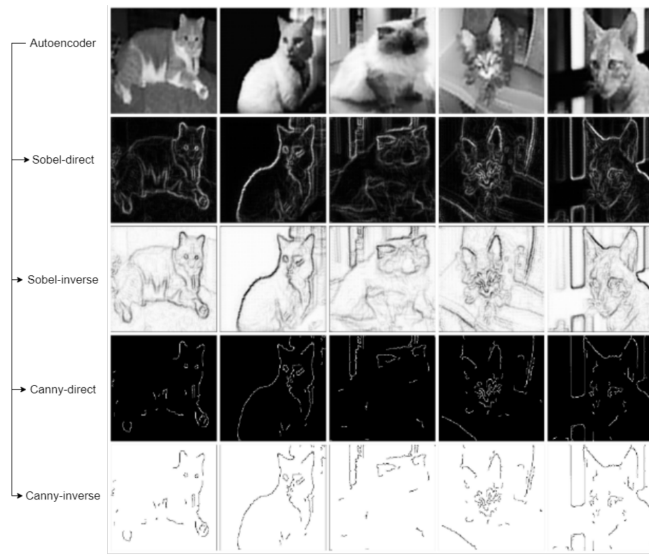 Autoencoder
Sobel-direct
Sobel-inverse
Canny-direct
Canny-inverse